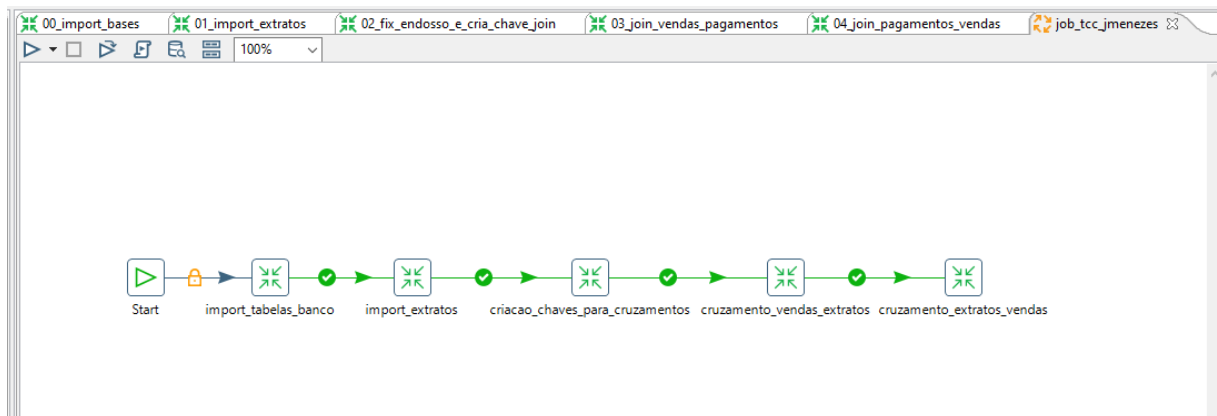 00_import_bases
01_import_extratos
02_fix_endosso_e_cria_chave_join
03_join_vendas_pagamentos
04_join_pagamentos_vendas
job_tcc_jmenezes
100%
Start
import_tabelas_banco
import_extratos
criacao_chaves_para_cruzamentos
cruzamento_vendas_extratos
cruzamento_extratos_vendas